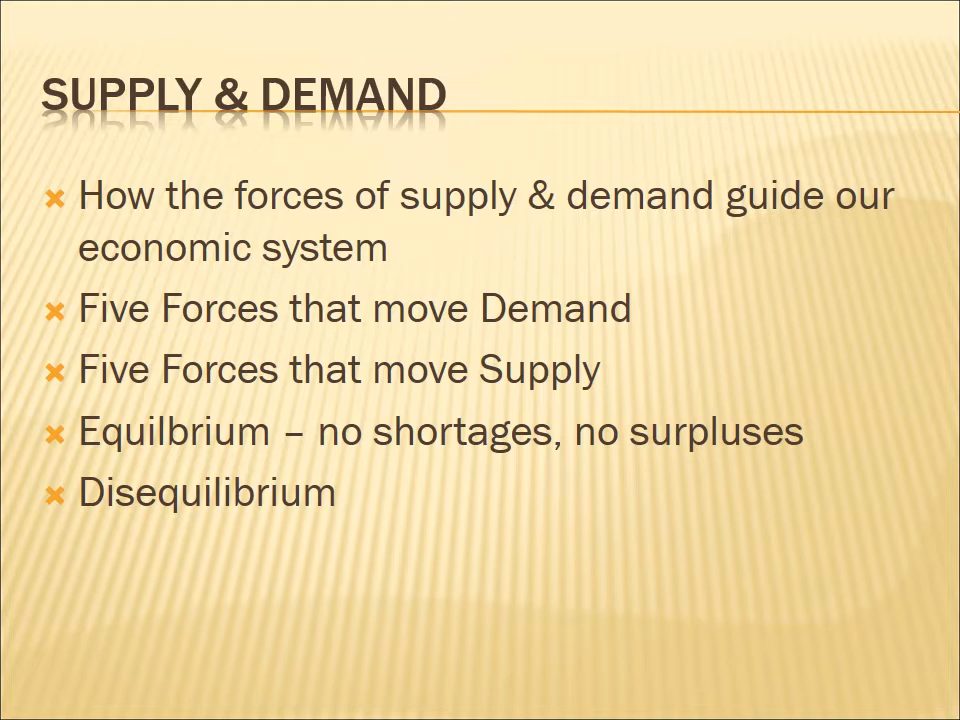 SUPPLY & DEMAND
How the forces of supply & demand guide our
economic system
Five Forces that move Demand
Five Forces that move Supply
Equilbrium – no shortages, no surpluses
Disequilibrium